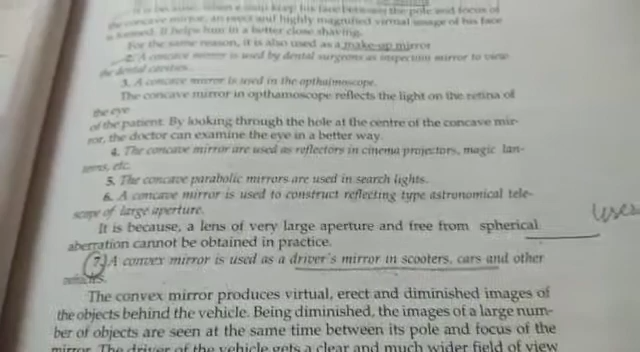 It is because, when a man keep his face between the pole and focus of
the concave mirror, an erect and highly magnified virtual image of his face
is formed. It helps him in a better close shaving.
For the same reason, it is also used as a make-up mirror
2. A concave mirror is used by dental surgeons as inspection mirror to view
the dental cavities.
3. A concave mirror is used in the opthalmoscope.
The concave mirror in opthamoscope reflects the light on the retina of
the eye
of the patient. By looking through the hole at the centre of the concave mir-
ror, the doctor can examine the eye in a better way.
4. The concave mirror are used as reflectors in cinema projectors, magic lan-
terns, etc.
5. The concave parabolic mirrors are used in search lights.
6. A concave mirror is used to construct reflecting type astronomical tele-
scope of large aperture.
uses
It is because, a lens of very large aperture and free from spherical
aberration cannot be obtained in practice.
7. A convex mirror is used as a driver's mirror in scooters, cars and other
vehicles.
The convex mirror produces virtual, erect and diminished images of
the objects behind the vehicle. Being diminished, the images of a large num-
ber of objects are seen at the same time between its pole and focus of the
mirror. The driver of the vehicle gets a clear and much wider field of view